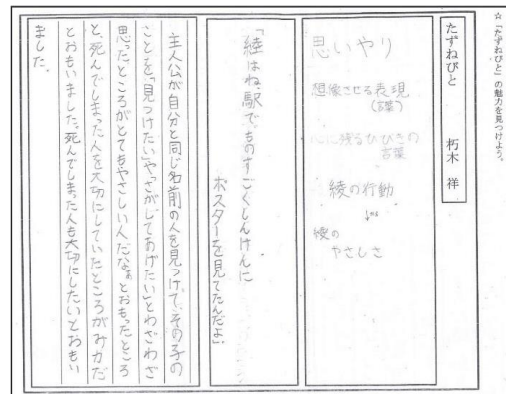 ☆「たずねびと」の魅力を見つけよう。
たずねびと　　朽木　祥
思いやり
想像させる表現
(言葉)
心に残るひびきの
言葉
綾の行動
↓
綾の
やさしさ
「綾はね、駅でものすごくしんけんに
ポスターを見てたんだよ」
主人公が自分と同じ名前の人を見つけて、その子の
ことを「見つけたい」や「さがしてあげたい」とわざわざ
思ったところがとてもやさしい人だなぁとおもったところ
と、死んでしまった人を大切にしていたところがみ力だ
とおもいました。死んでしまった人も大切にしたいとおもい
ました。